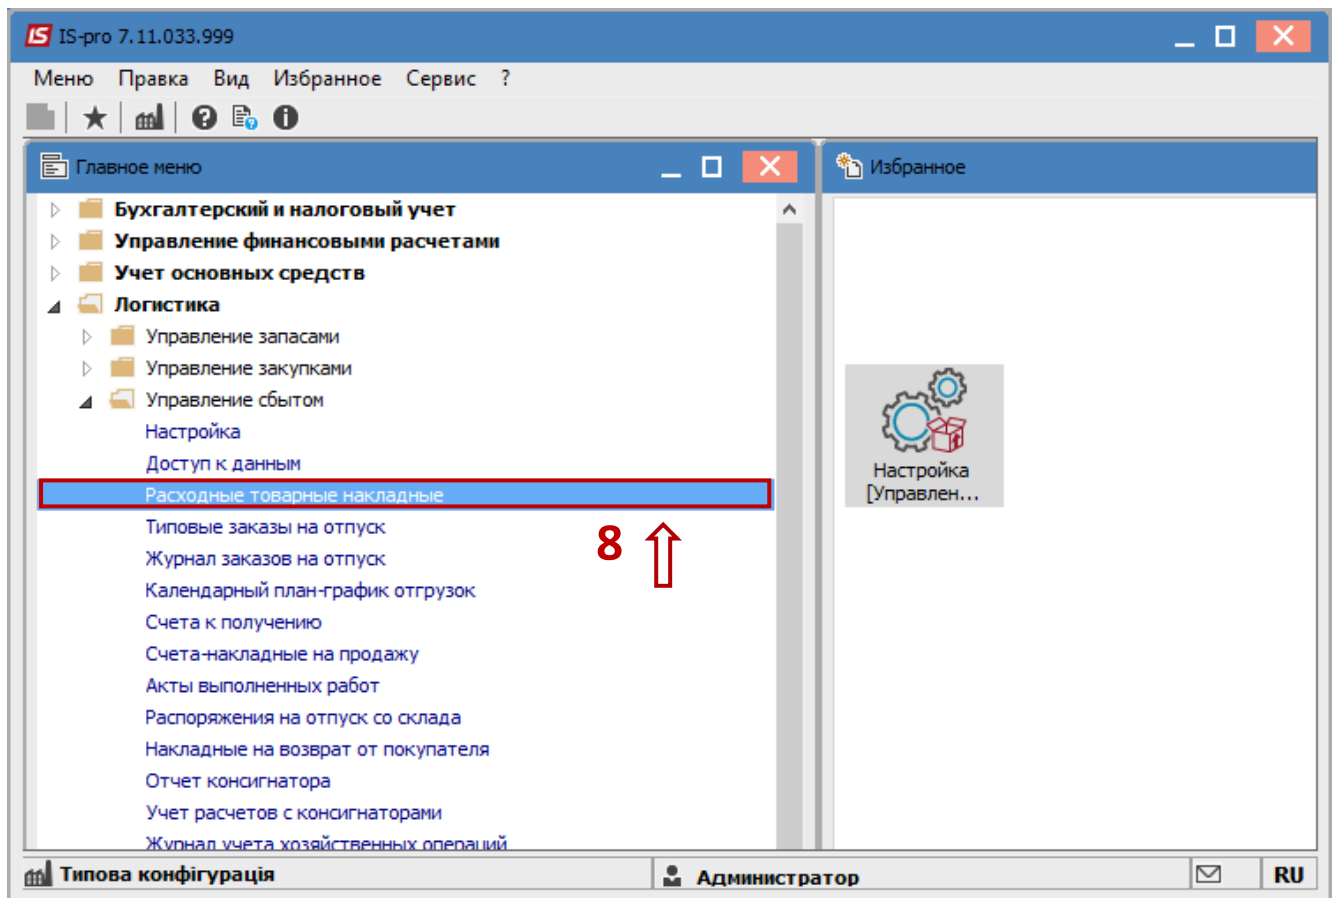 IS IS-pro 7.11.033.999
Меню Правка Вид Избранное Сервис ?
Главное меню
Избранное
Бухгалтерский и налоговый учет
Управление финансовыми расчетами
Учет основных средств
Логистика
Управление запасами
Управление закупками
Управление сбытом
Настройка
Доступ к данным
Расходные товарные накладные
Типовые заказы на отпуск
8
Журнал заказов на отпуск
Календарный план-график отгрузок
Счета к получению
Счета-накладные на продажу
Акты выполненных работ
Распоряжения на отпуск со склада
Накладные на возврат от покупателя
Отчет консигнатора
Учет расчетов с консигнаторами
Журнал учета хозяйственных операций
Настройка
[Управлен...
Типова конфігурація
Администратор
RU